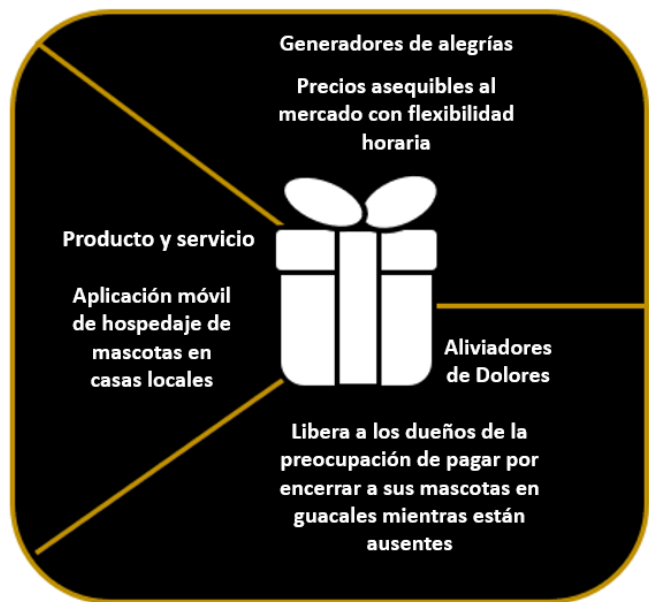 Generadores de alegrías
Precios asequibles al
mercado con flexibilidad
horaria
Producto y servicio
Aplicación móvil
de hospedaje de
mascotas en
casas locales
Aliviadores
de Dolores
Libera a los dueños de la
preocupación de pagar por
encerrar a sus mascotas en
guacales mientras están
ausentes